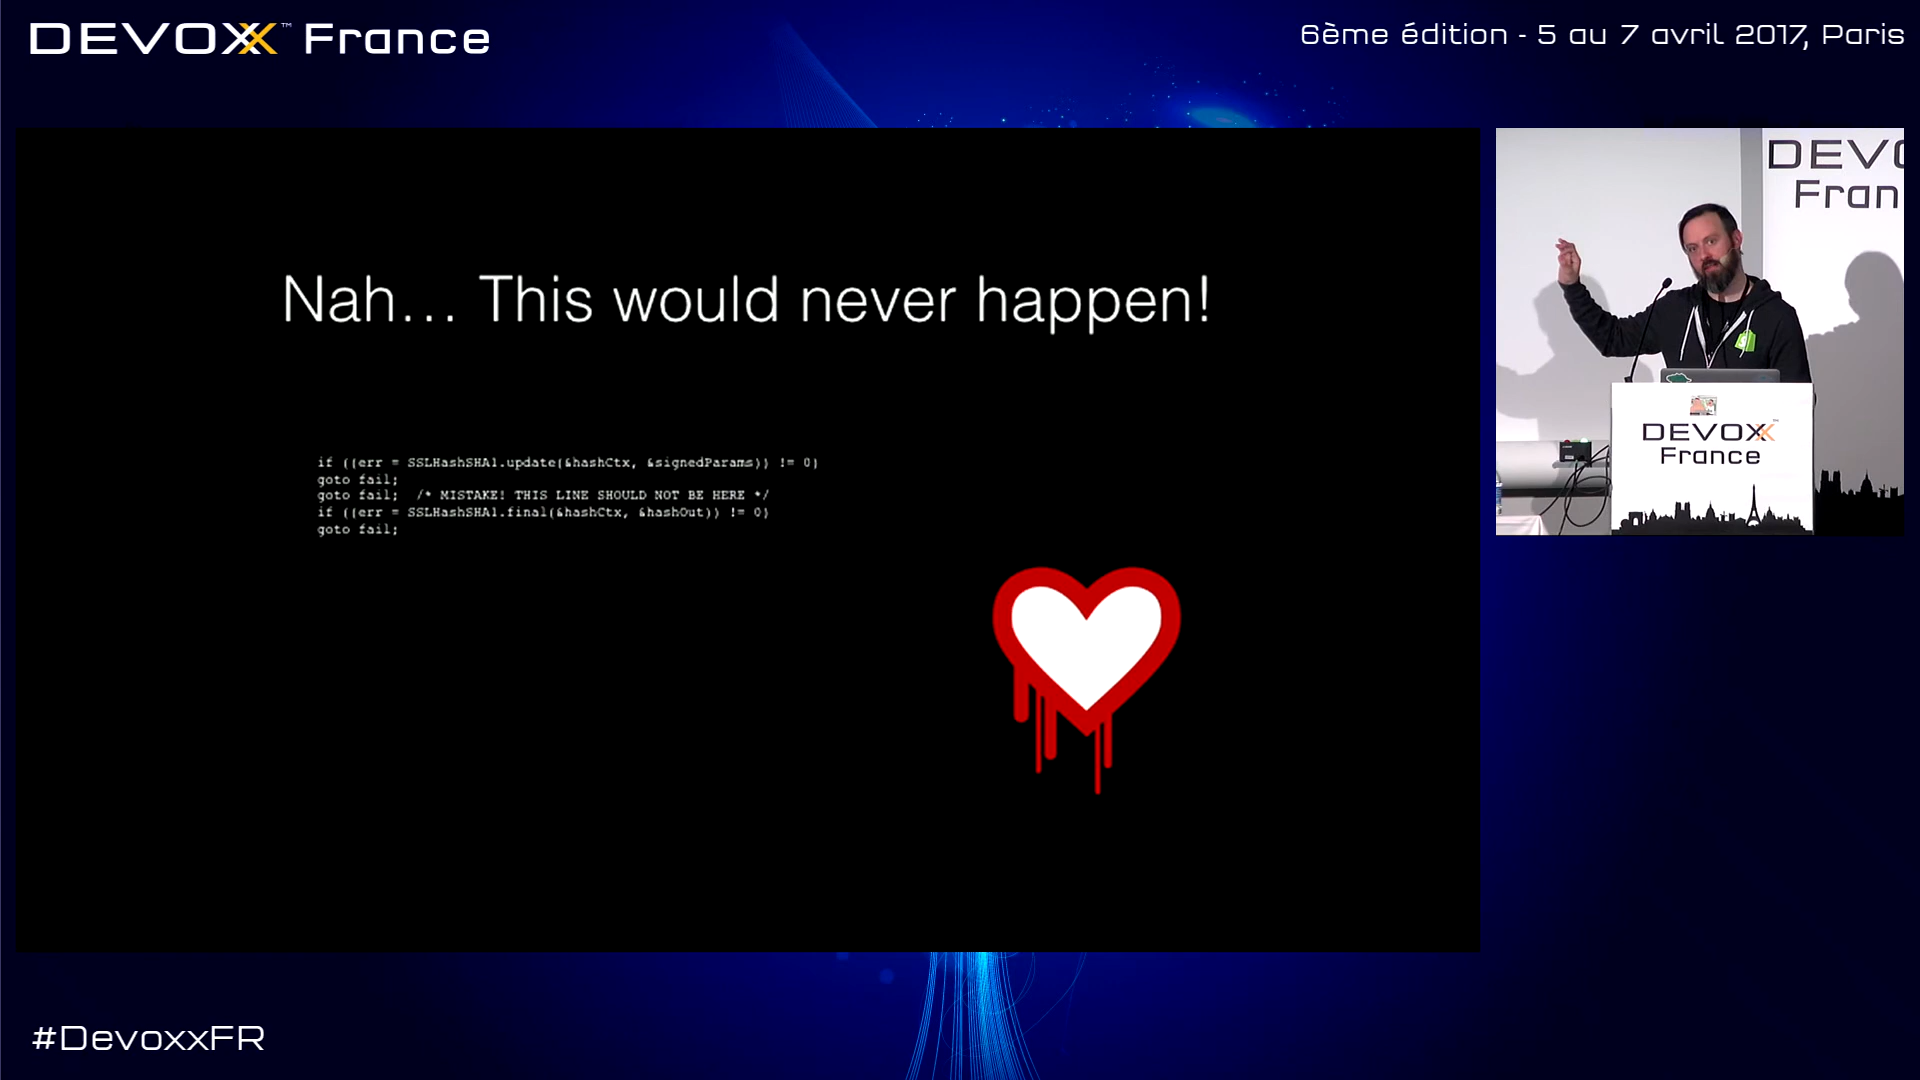 DEVOXX™ France
6ème édition - 5 au 7 avril 2017, Paris
Nah... This would never happen!
if ((err = SSLHashSHA1.update(&hashCtx, &signedParams)) != 0)
goto fail;
goto fail;  /* MISTAKE! THIS LINE SHOULD NOT BE HERE */
if ((err = SSLHashSHA1.final(&hashCtx, &hashOut)) != 0)
goto fail;
DEVO
Fran
DEVOXX™
France
#DevoxxFR